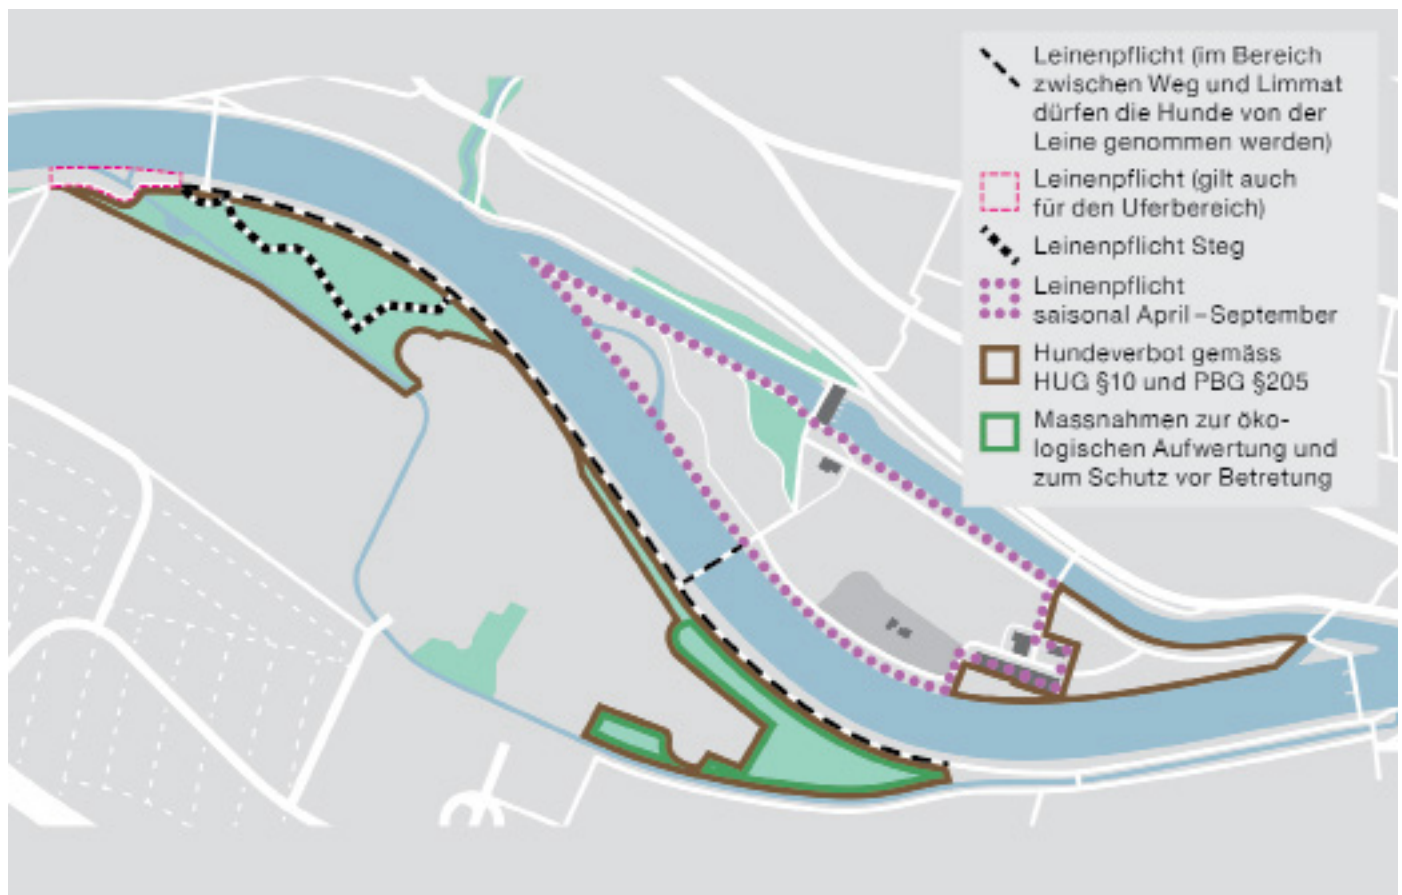 Leinenpflicht (im Bereich
zwischen Weg und Limmat
dürfen die Hunde von der
Leine genommen werden)
Leinenpflicht (gilt auch
für den Uferbereich)
Leinenpflicht Steg
Leinenpflicht
saisonal April – September
Hundeverbot gemäss
HUG §10 und PBG §205
Massnahmen zur öko-
logischen Aufwertung und
zum Schutz vor Betretung